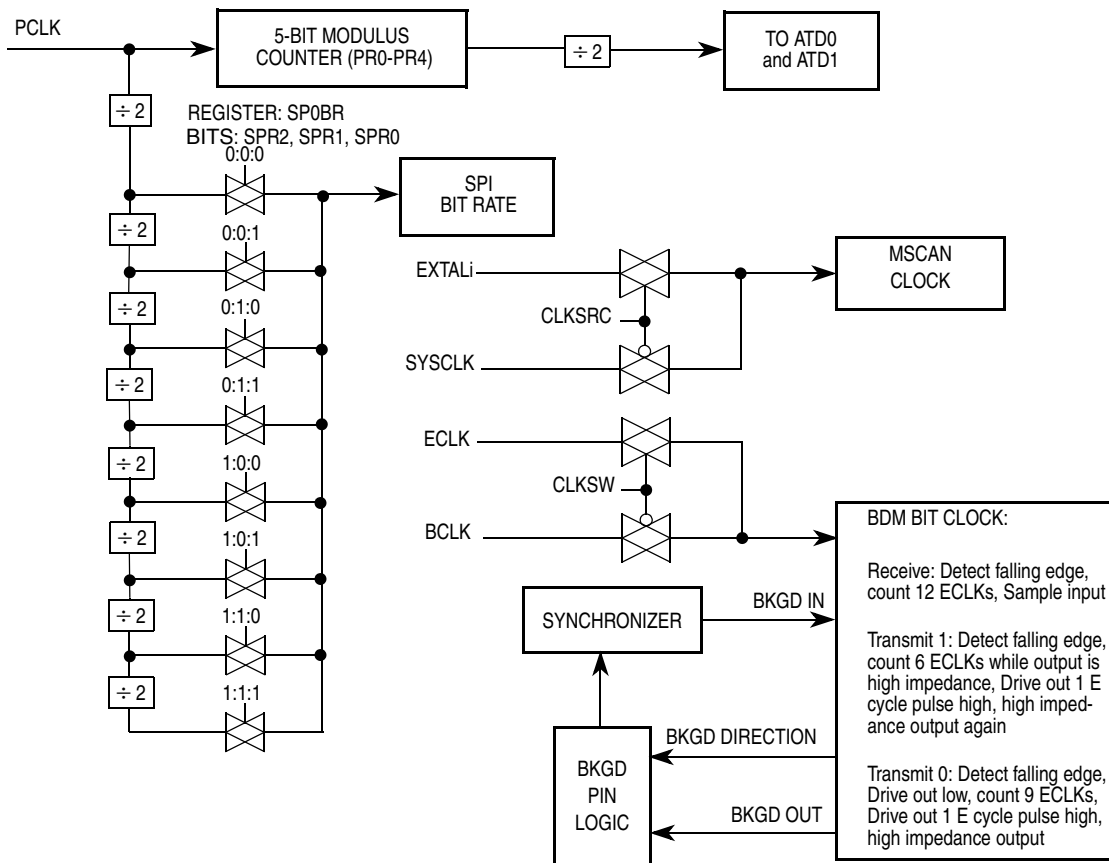 PCLK
5-BIT MODULUS
COUNTER (PR0-PR4)
÷ 2
TO ATD0
and ATD1
÷ 2
REGISTER: SP0BR
BITS: SPR2, SPR1, SPR0
0:0:0
SPI
BIT RATE
÷ 2
0:0:1
÷ 2
0:1:0
÷ 2
0:1:1
÷ 2
1:0:0
÷ 2
1:0:1
÷ 2
1:1:0
÷ 2
1:1:1
EXTALi
MSCAN
CLOCK
CLKSRC
SYSCLK
ECLK
CLKSW
BCLK
BDM BIT CLOCK:
Receive: Detect falling edge,
count 12 ECLKs, Sample input
Transmit 1: Detect falling edge,
count 6 ECLKs while output is
high impedance, Drive out 1 E
cycle pulse high, high imped-
ance output again
Transmit 0: Detect falling edge,
Drive out low, count 9 ECLKs,
Drive out 1 E cycle pulse high,
high impedance output
SYNCHRONIZER
BKGD IN
BKGD DIRECTION
BKGD
PIN
LOGIC
BKGD OUT